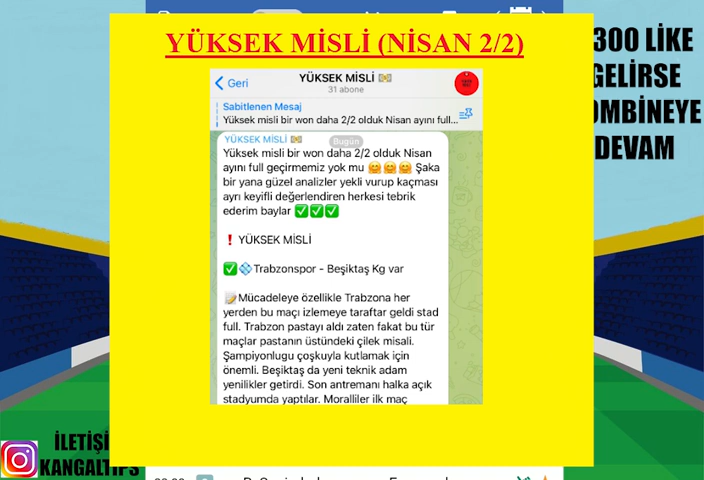 YÜKSEK MİSLİ (NİSAN 2/2)
300 LİKE
GELİRSE
KOMBİNEYE
DEVAM
Geri
YÜKSEK MİSLİ 🎫
31 abone
Sabitlenen Mesaj
Yüksek misli bir won daha 2/2 olduk Nisan ayını full...
YÜKSEK MİSLİ 🎫
Bugün
Yüksek misli bir won daha 2/2 olduk Nisan
ayını full geçirmemiz yok mu 🤗🤗🤗 Şaka
bir yana güzel analizler yekli vurup kaçması
ayrı keyifli değerlendiren herkesi tebrik
ederim baylar ✅✅✅
❗ YÜKSEK MİSLİ
✅💠Trabzonspor - Beşiktaş Kg var
📝Mücadeleye özellikle Trabzona her
yerden bu maçı izlemeye taraftar geldi stad
full. Trabzon pastayı aldı zaten fakat bu tür
maçlar pastanın üstündeki çilek misali.
Şampiyonlugu çoşkuyla kutlamak için
önemli. Beşiktaş da yeni teknik adam
yenilikler getirdi. Son antremanı halka açık
stadyumda yaptılar. Moralliler ilk maç
İLETİŞİ
KANGALTIPS